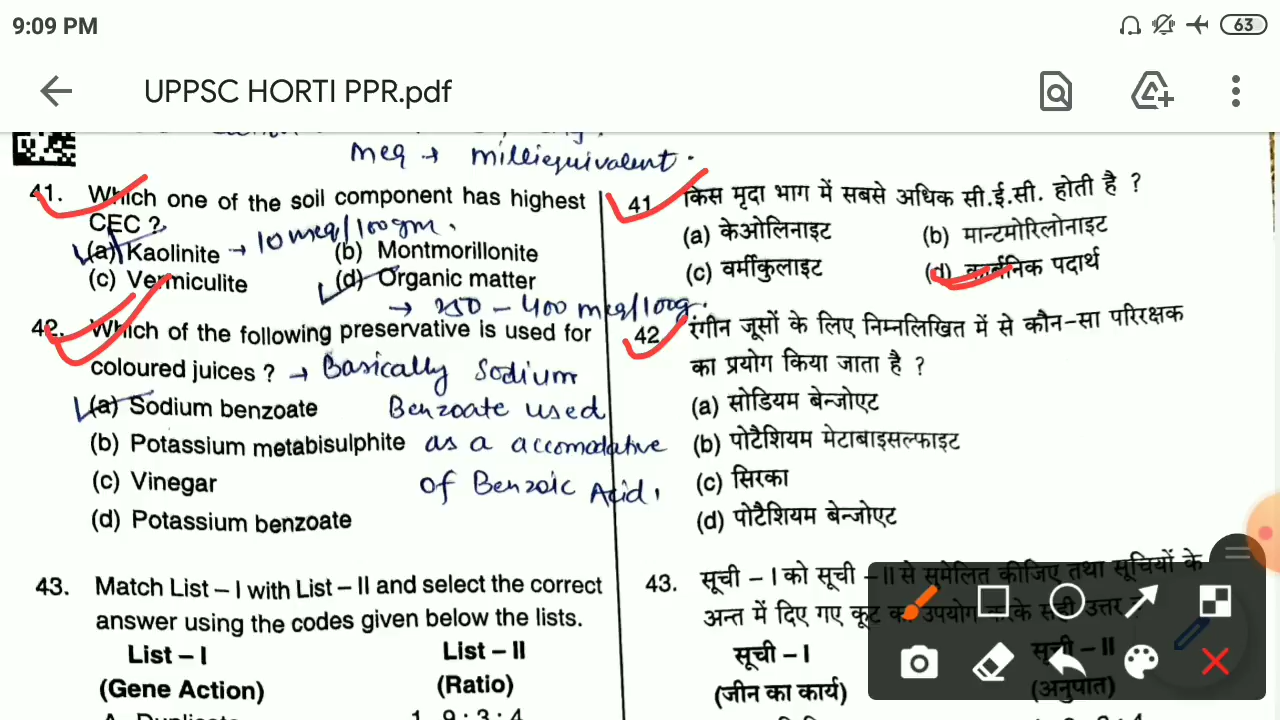 9:09 PM
63
UPPSC HORTI PPR.pdf
meq → milliequivalent.
41. Which one of the soil component has highest
CEC ?
(a) Kaolinite → 10 meq/100gm.
(b) Montmorillonite
(c) Vermiculite
(d) Organic matter
→ 250 – 400 meq/100g.
42. Which of the following preservative is used for
coloured juices ? → Basically Sodium
(a) Sodium benzoate Benzoate used
(b) Potassium metabisulphite as a accomodative
(c) Vinegar of Benzoic Acid,
(d) Potassium benzoate
43. Match List – I with List – II and select the correct
answer using the codes given below the lists.
List – I List – II
(Gene Action) (Ratio)
A. Duplicate 1. 9 : 3 : 4
41 किस मृदा भाग में सबसे अधिक सी.ई.सी. होती है ?
(a) केओलिनाइट (b) मान्टमोरिलोनाइट
(c) वर्मीकुलाइट (d) कार्बनिक पदार्थ
42 रंगीन जूसों के लिए निम्नलिखित में से कौन-सा परिरक्षक
का प्रयोग किया जाता है ?
(a) सोडियम बेन्जोएट
(b) पोटैशियम मेटाबाइसल्फाइट
(c) सिरका
(d) पोटैशियम बेन्जोएट
43. सूची – I को सूची – II से सुमेलित कीजिए तथा सूचियों के
अन्त में दिए गए कूट का उपयोग करके सही उत्तर
सूची – I सूची – II
(जीन का कार्य) (अनुपात)